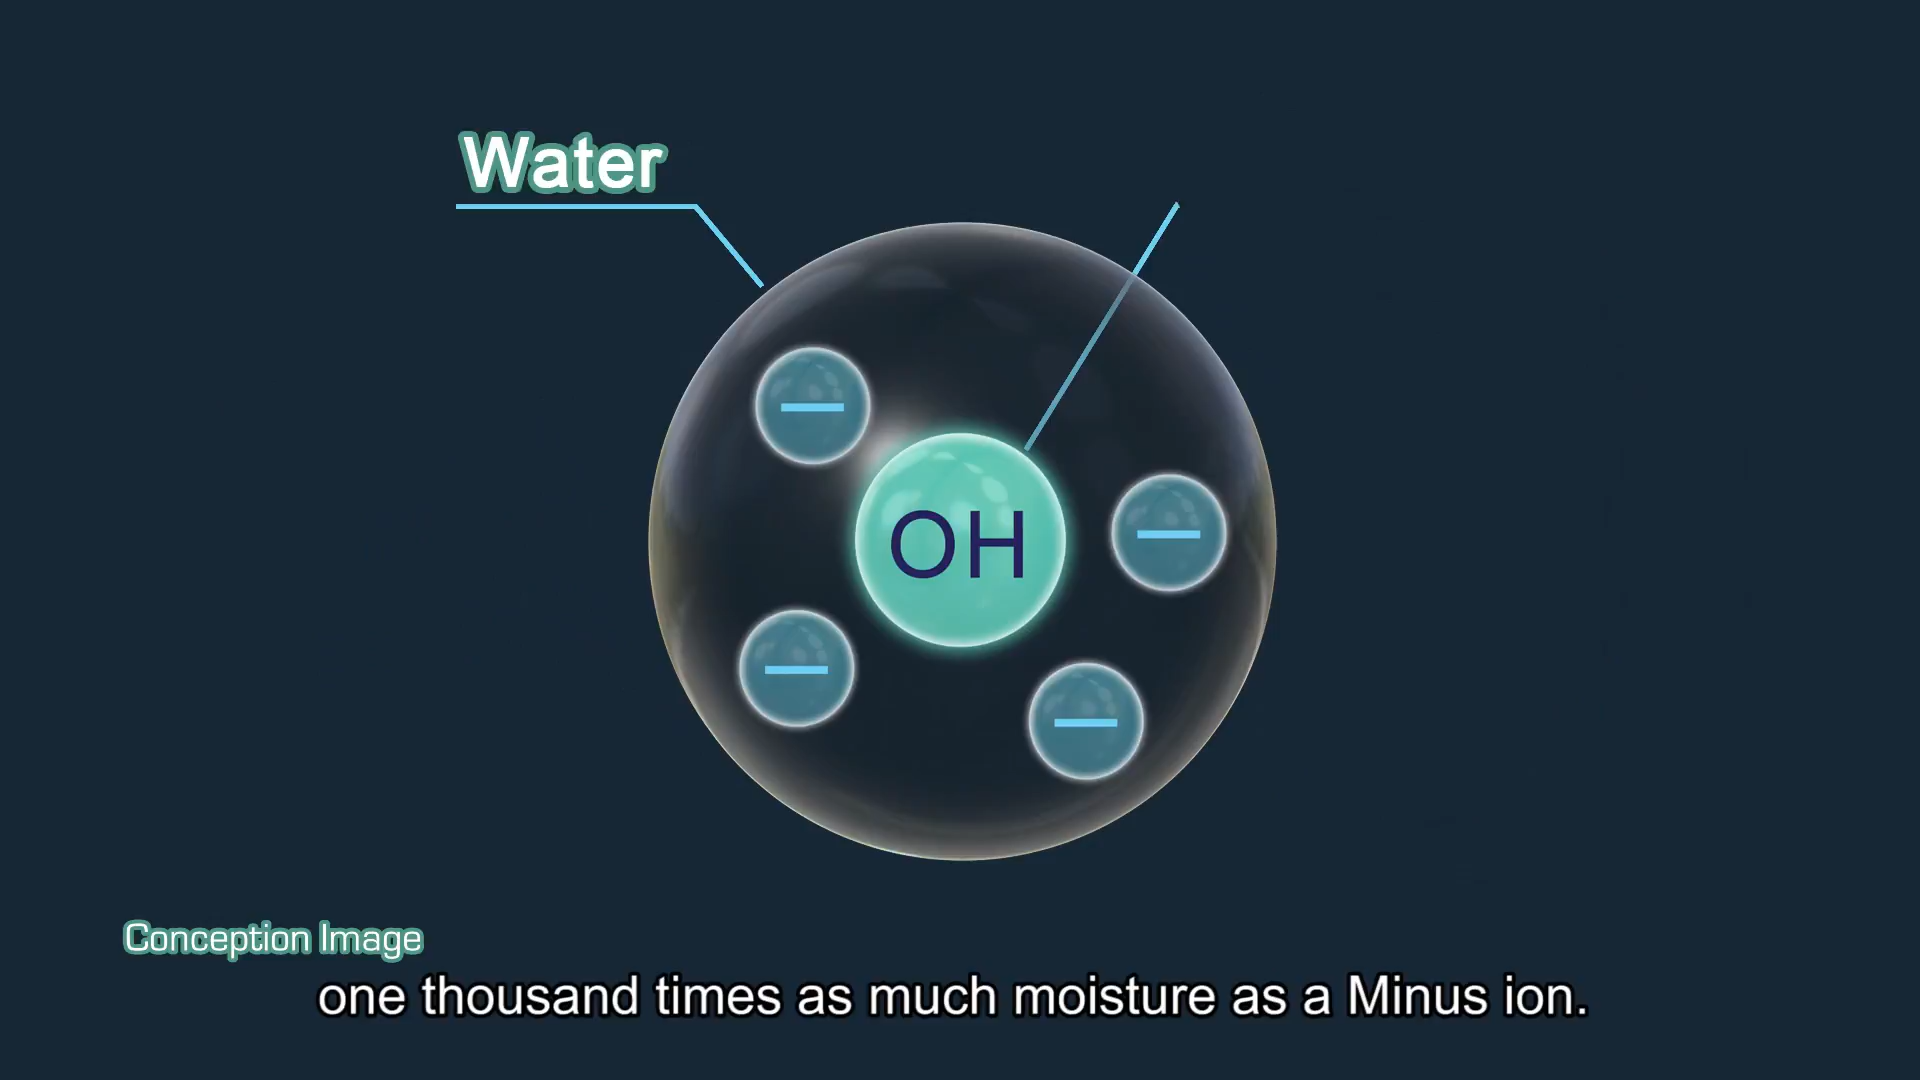 Water
OH
Conception Image
one thousand times as much moisture as a Minus ion.